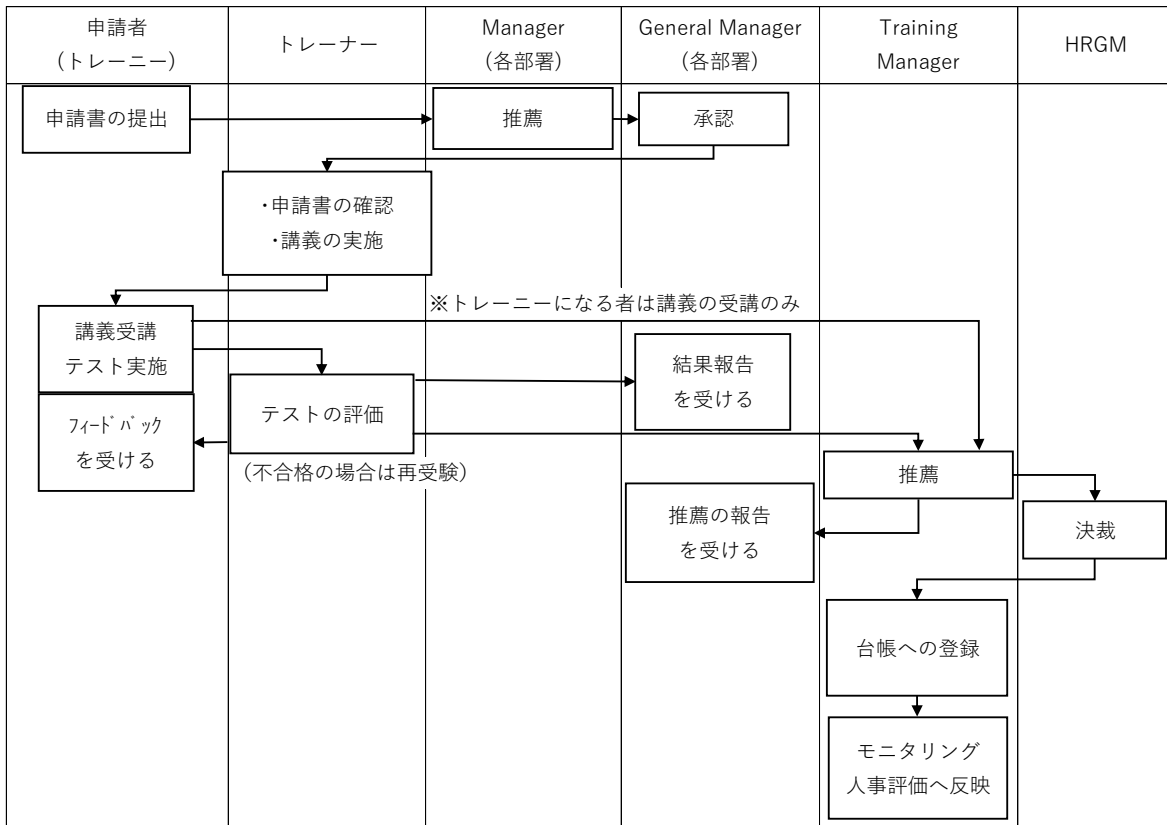 申請者
(トレーニー)
トレーナー
Manager
(各部署)
General Manager
(各部署)
Training
Manager
HRGM
申請書の提出
推薦
承認
・申請書の確認
・講義の実施
※トレーニーになる者は講義の受講のみ
講義受講
テスト実施
結果報告
を受ける
ﾌｨｰﾄﾞﾊﾞｯｸ
を受ける
テストの評価
(不合格の場合は再受験)
推薦
推薦の報告
を受ける
決裁
台帳への登録
モニタリング
人事評価へ反映